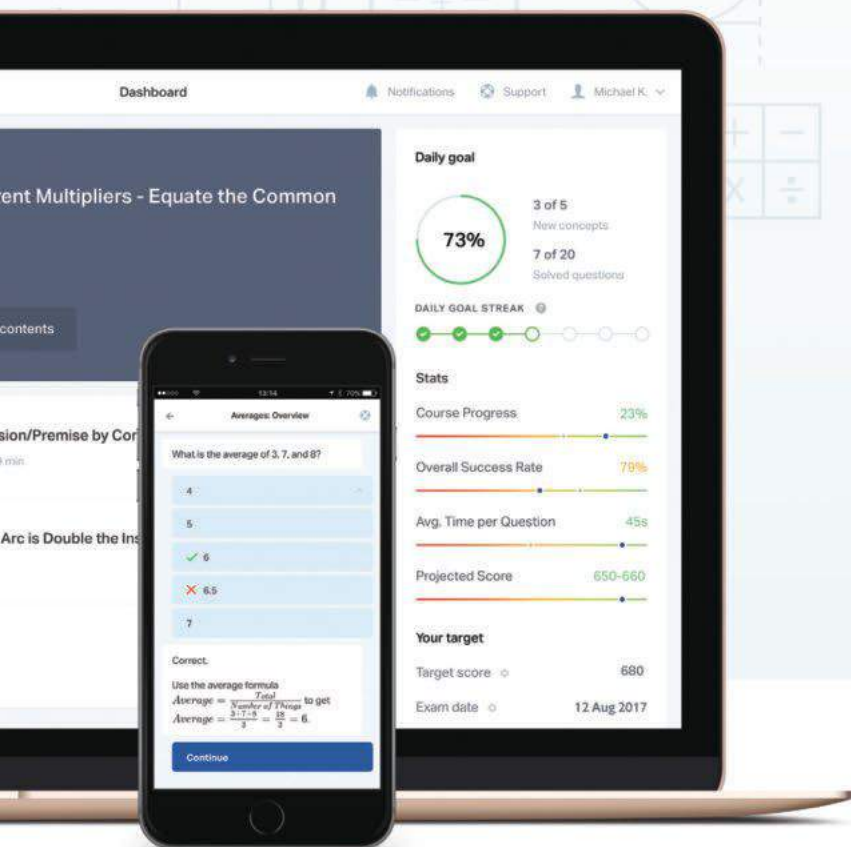 Dashboard
Notifications
Support
Michael K.
rent Multipliers - Equate the Common
contents
sion/Premise by Cor
min
Arc is Double the Ins
Daily goal
73%
3 of 5
New concepts
7 of 20
Solved questions
DAILY GOAL STREAK
Stats
Course Progress 23%
Overall Success Rate 79%
Avg. Time per Question 45s
Projected Score 650-660
Your target
Target score 680
Exam date 12 Aug 2017
13:14 70%
Averages: Overview
What is the average of 3, 7, and 8?
4
5
6
6.5
7
Correct.
Use the average formula
Average = Total / Number of Things to get
Average = 3+7+8 / 3 = 18 / 3 = 6.
Continue
+ −
× ÷